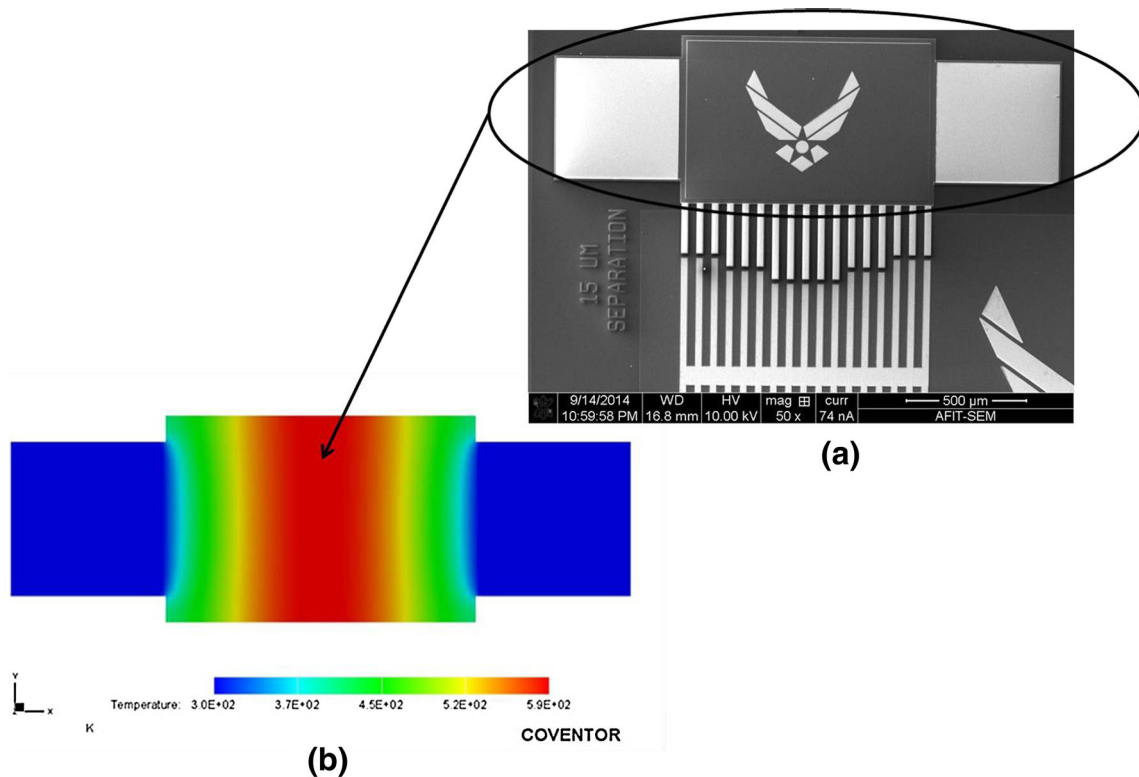 15 UM
SEPARATION
9/14/2014 WD HV mag ⊞ curr 500 µm
10:59:58 PM 16.8 mm 10.00 kV 50 x 74 nA AFIT-SEM
(a)
Y
Z X
Temperature: 3.0E+02 3.7E+02 4.5E+02 5.2E+02 5.9E+02
K
COVENTOR
(b)